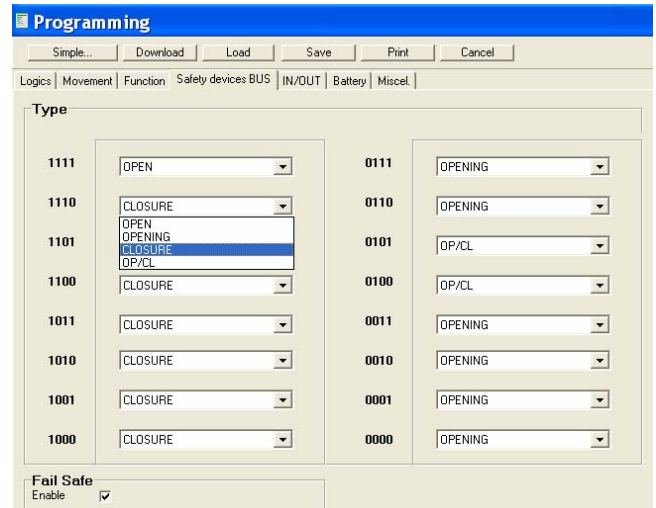 Programming
Simple... Download Load Save Print Cancel
Logics Movement Function Safety devices BUS IN/OUT Battery Miscel.
Type
1111 OPEN 0111 OPENING
1110 CLOSURE 0110 OPENING
OPEN
OPENING
1101 CLOSURE 0101 OP/CL
OP/CL
1100 CLOSURE 0100 OP/CL
1011 CLOSURE 0011 OPENING
1010 CLOSURE 0010 OPENING
1001 CLOSURE 0001 OPENING
1000 CLOSURE 0000 OPENING
Fail Safe
Enable